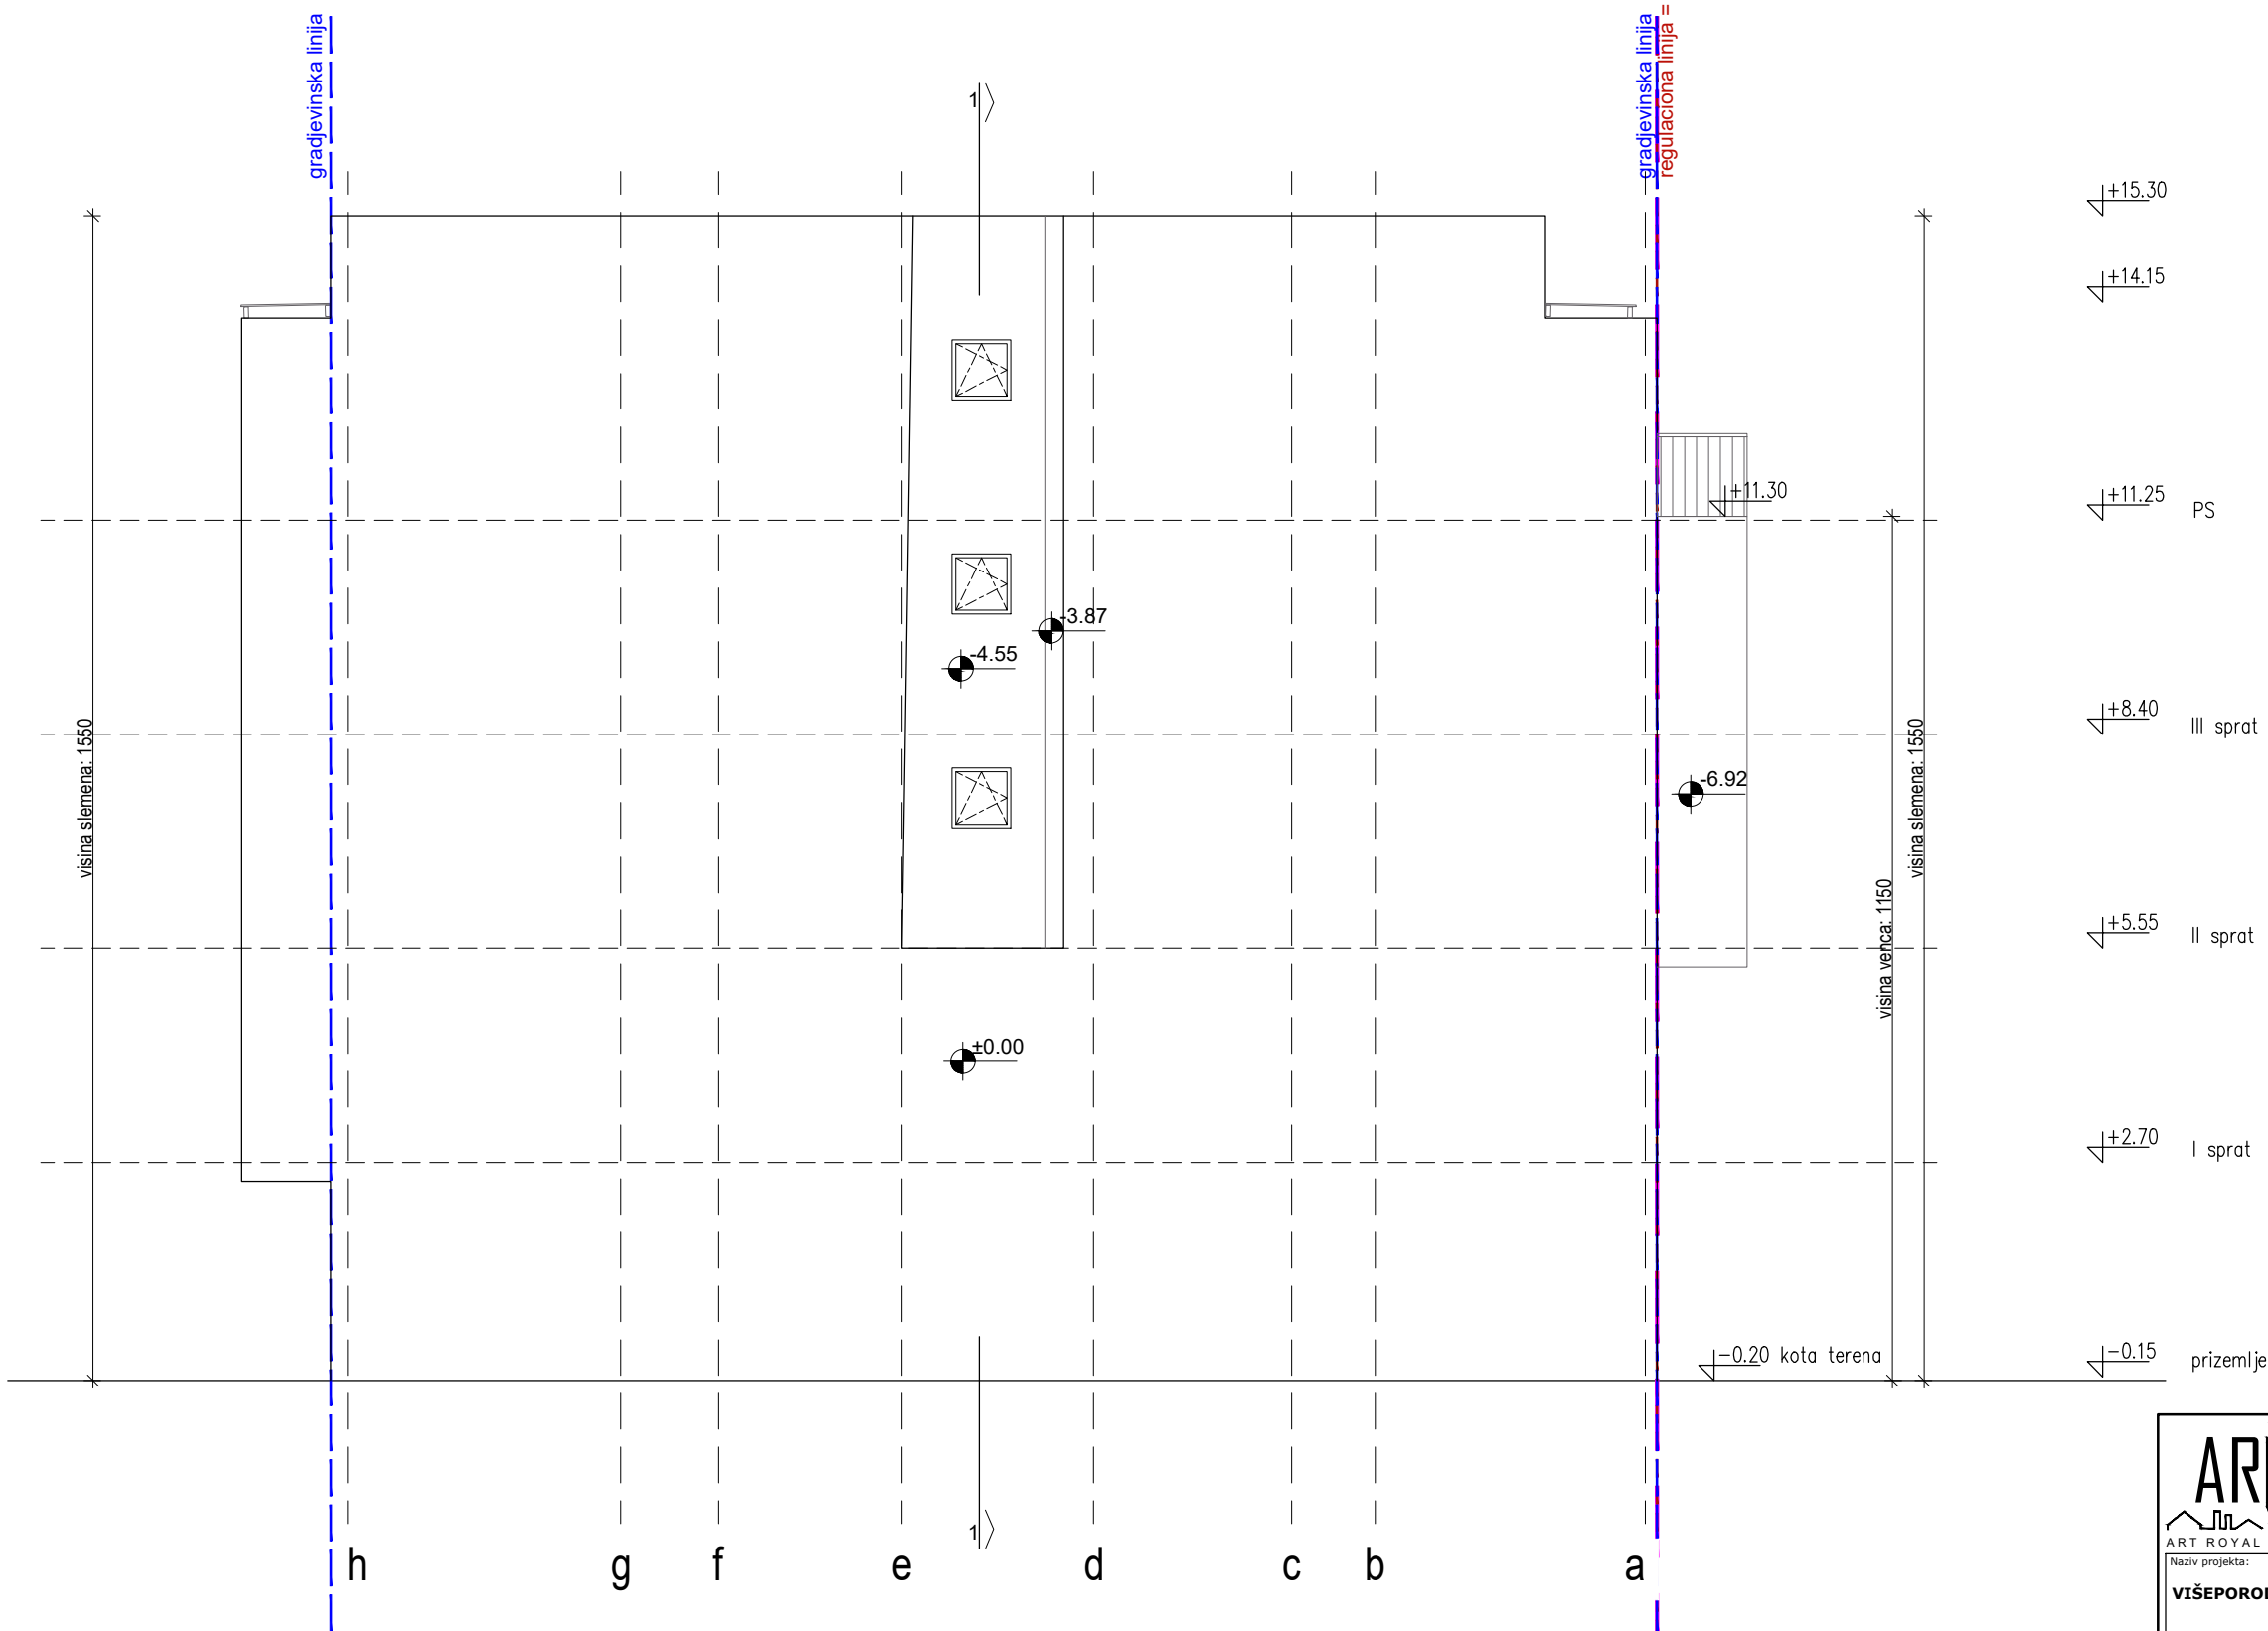 gradjevinska linija
gradjevinska linija
regulaciona linija =
1
+15.30
+14.15
+11.30
+11.25 PS
-3.87
-4.55
+8.40 III sprat
visina slemena: 1550
visina slemena: 1550
-6.92
visina venca: 1150
+5.55 II sprat
±0.00
+2.70 I sprat
-0.20 kota terena
-0.15 prizemlje
1
h g f e d c b a
ART ROYAL
Naziv projekta: